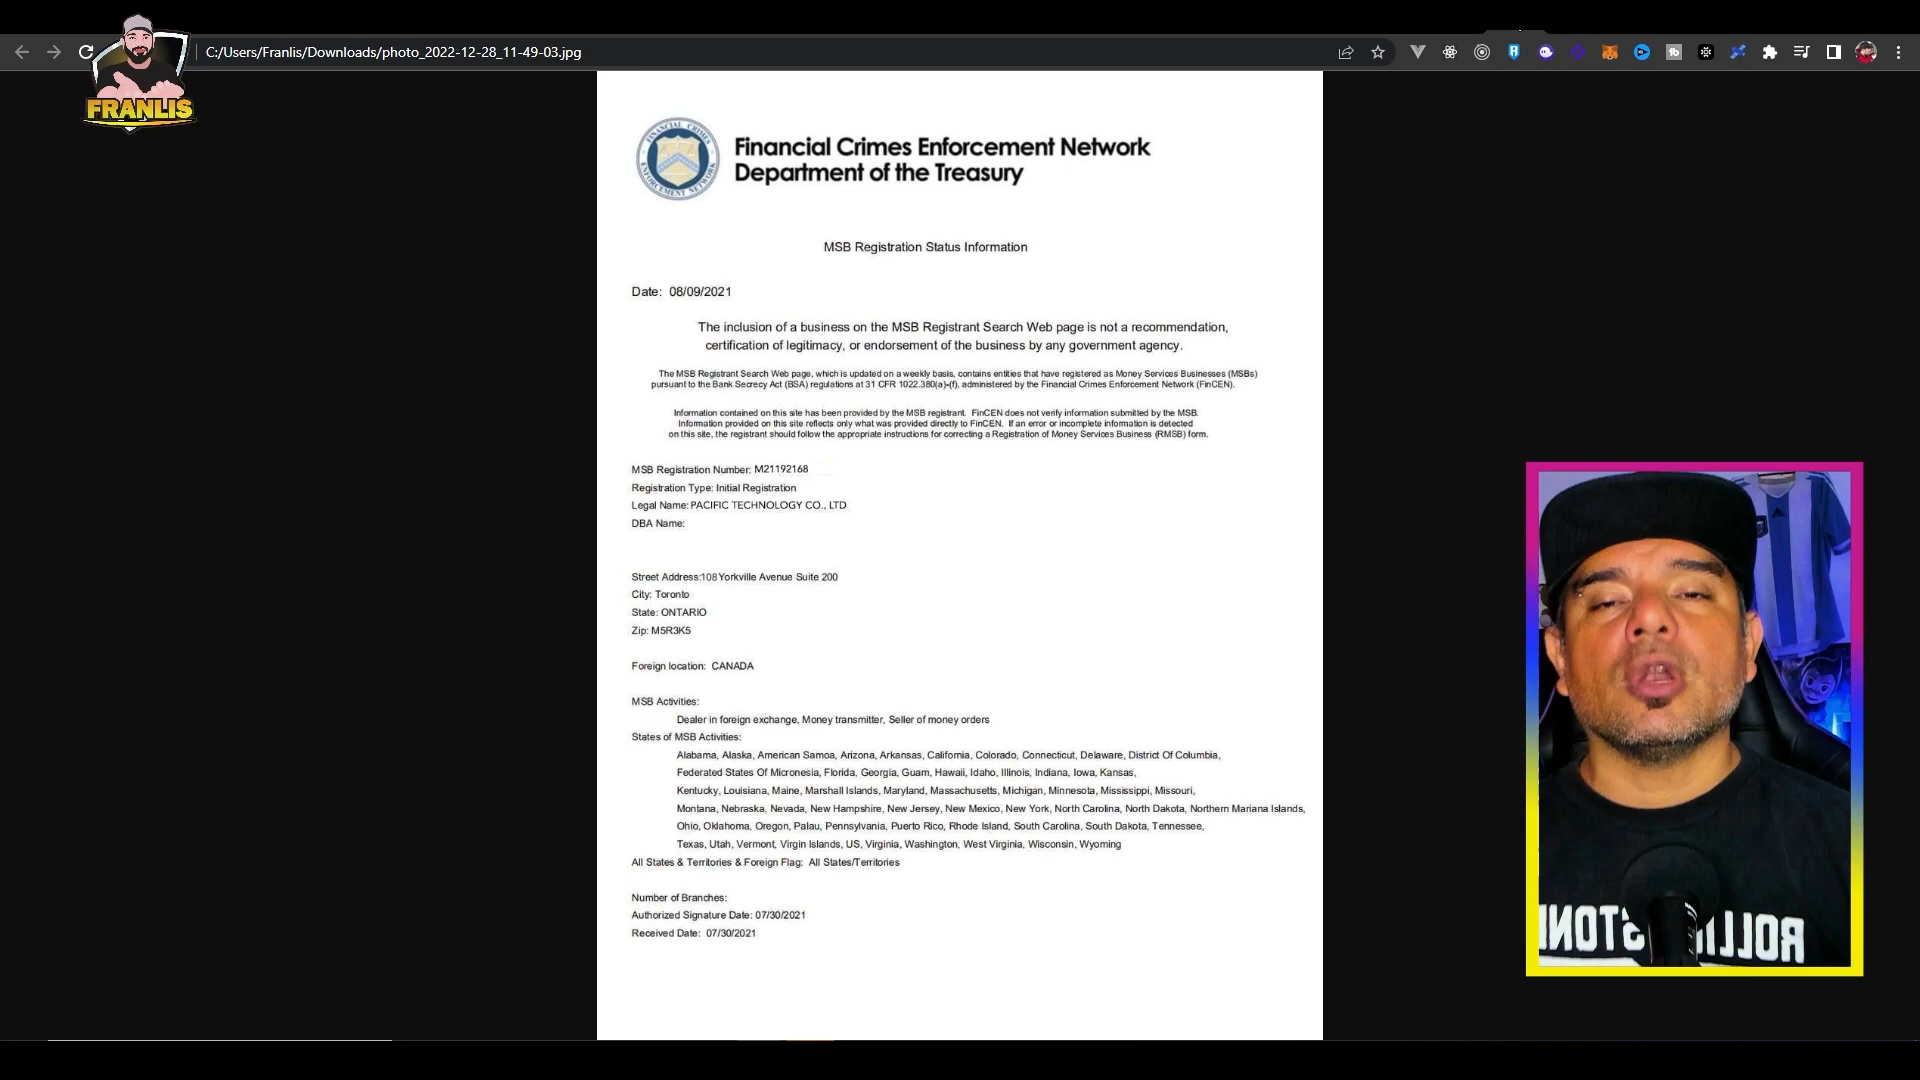 C:/Users/Franlis/Downloads/photo_2022-12-28_11-49-03.jpg
FRANLIS
FINANCIAL CRIMES
ENFORCEMENT NETWORK
Financial Crimes Enforcement Network
Department of the Treasury
MSB Registration Status Information
Date: 08/09/2021
The inclusion of a business on the MSB Registrant Search Web page is not a recommendation,
certification of legitimacy, or endorsement of the business by any government agency.
The MSB Registrant Search Web page, which is updated on a weekly basis, contains entities that have registered as Money Services Businesses (MSBs)
pursuant to the Bank Secrecy Act (BSA) regulations at 31 CFR 1022.380(a)-(f), administered by the Financial Crimes Enforcement Network (FinCEN).
Information contained on this site has been provided by the MSB registrant. FinCEN does not verify information submitted by the MSB.
Information provided on this site reflects only what was provided directly to FinCEN. If an error or incomplete information is detected
on this site, the registrant should follow the appropriate instructions for correcting a Registration of Money Services Business (RMSB) form.
MSB Registration Number: M21192168
Registration Type: Initial Registration
Legal Name: PACIFIC TECHNOLOGY CO., LTD
DBA Name:
Street Address:108 Yorkville Avenue Suite 200
City: Toronto
State: ONTARIO
Zip: M5R3K5
Foreign location: CANADA
MSB Activities:
Dealer in foreign exchange, Money transmitter, Seller of money orders
States of MSB Activities:
Alabama, Alaska, American Samoa, Arizona, Arkansas, California, Colorado, Connecticut, Delaware, District Of Columbia,
Federated States Of Micronesia, Florida, Georgia, Guam, Hawaii, Idaho, Illinois, Indiana, Iowa, Kansas,
Kentucky, Louisiana, Maine, Marshall Islands, Maryland, Massachusetts, Michigan, Minnesota, Mississippi, Missouri,
Montana, Nebraska, Nevada, New Hampshire, New Jersey, New Mexico, New York, North Carolina, North Dakota, Northern Mariana Islands,
Ohio, Oklahoma, Oregon, Palau, Pennsylvania, Puerto Rico, Rhode Island, South Carolina, South Dakota, Tennessee,
Texas, Utah, Vermont, Virgin Islands, US, Virginia, Washington, West Virginia, Wisconsin, Wyoming
All States & Territories & Foreign Flag: All States/Territories
Number of Branches:
Authorized Signature Date: 07/30/2021
Received Date: 07/30/2021